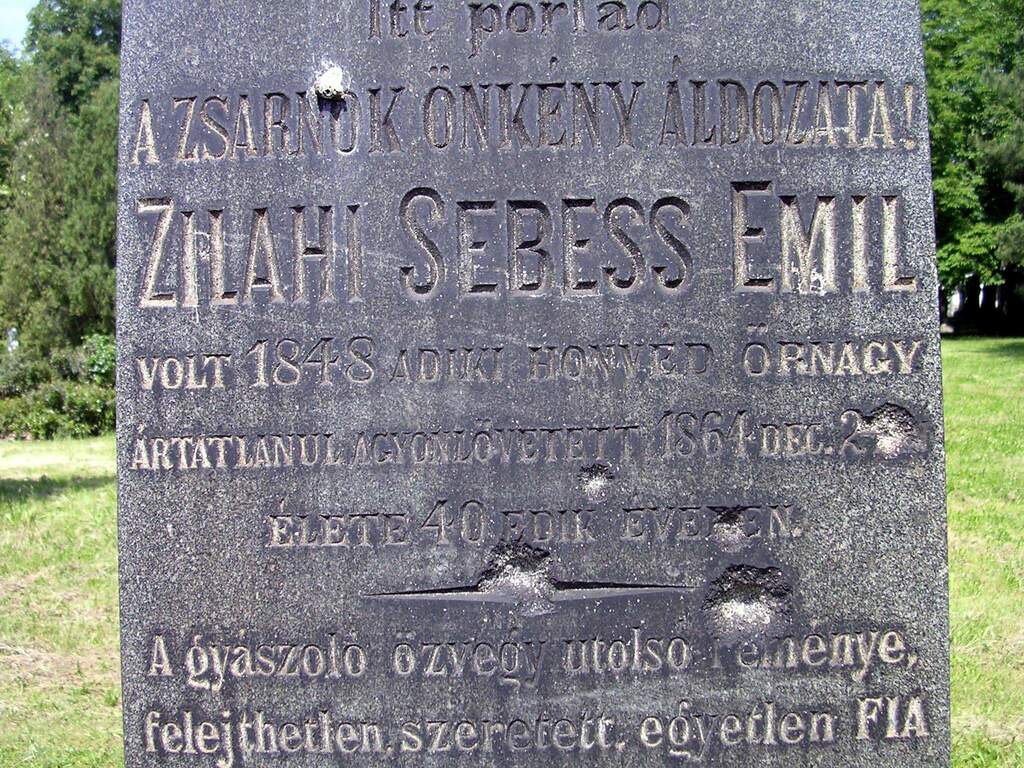 Itt porlad
A ZSARNOK ÖNKÉNY ÁLDOZATA!
ZILAHI SEBESS EMIL
VOLT 1848 ADIKI HONVÉD ŐRNAGY
ÁRTATLANUL AGYONLÖVETETT 1864 DEC.
ÉLETE 40 EDIK ÉVEBEN.
A gyászoló özvegy utolsó reménye,
felejthetlen, szeretett, egyetlen FIA